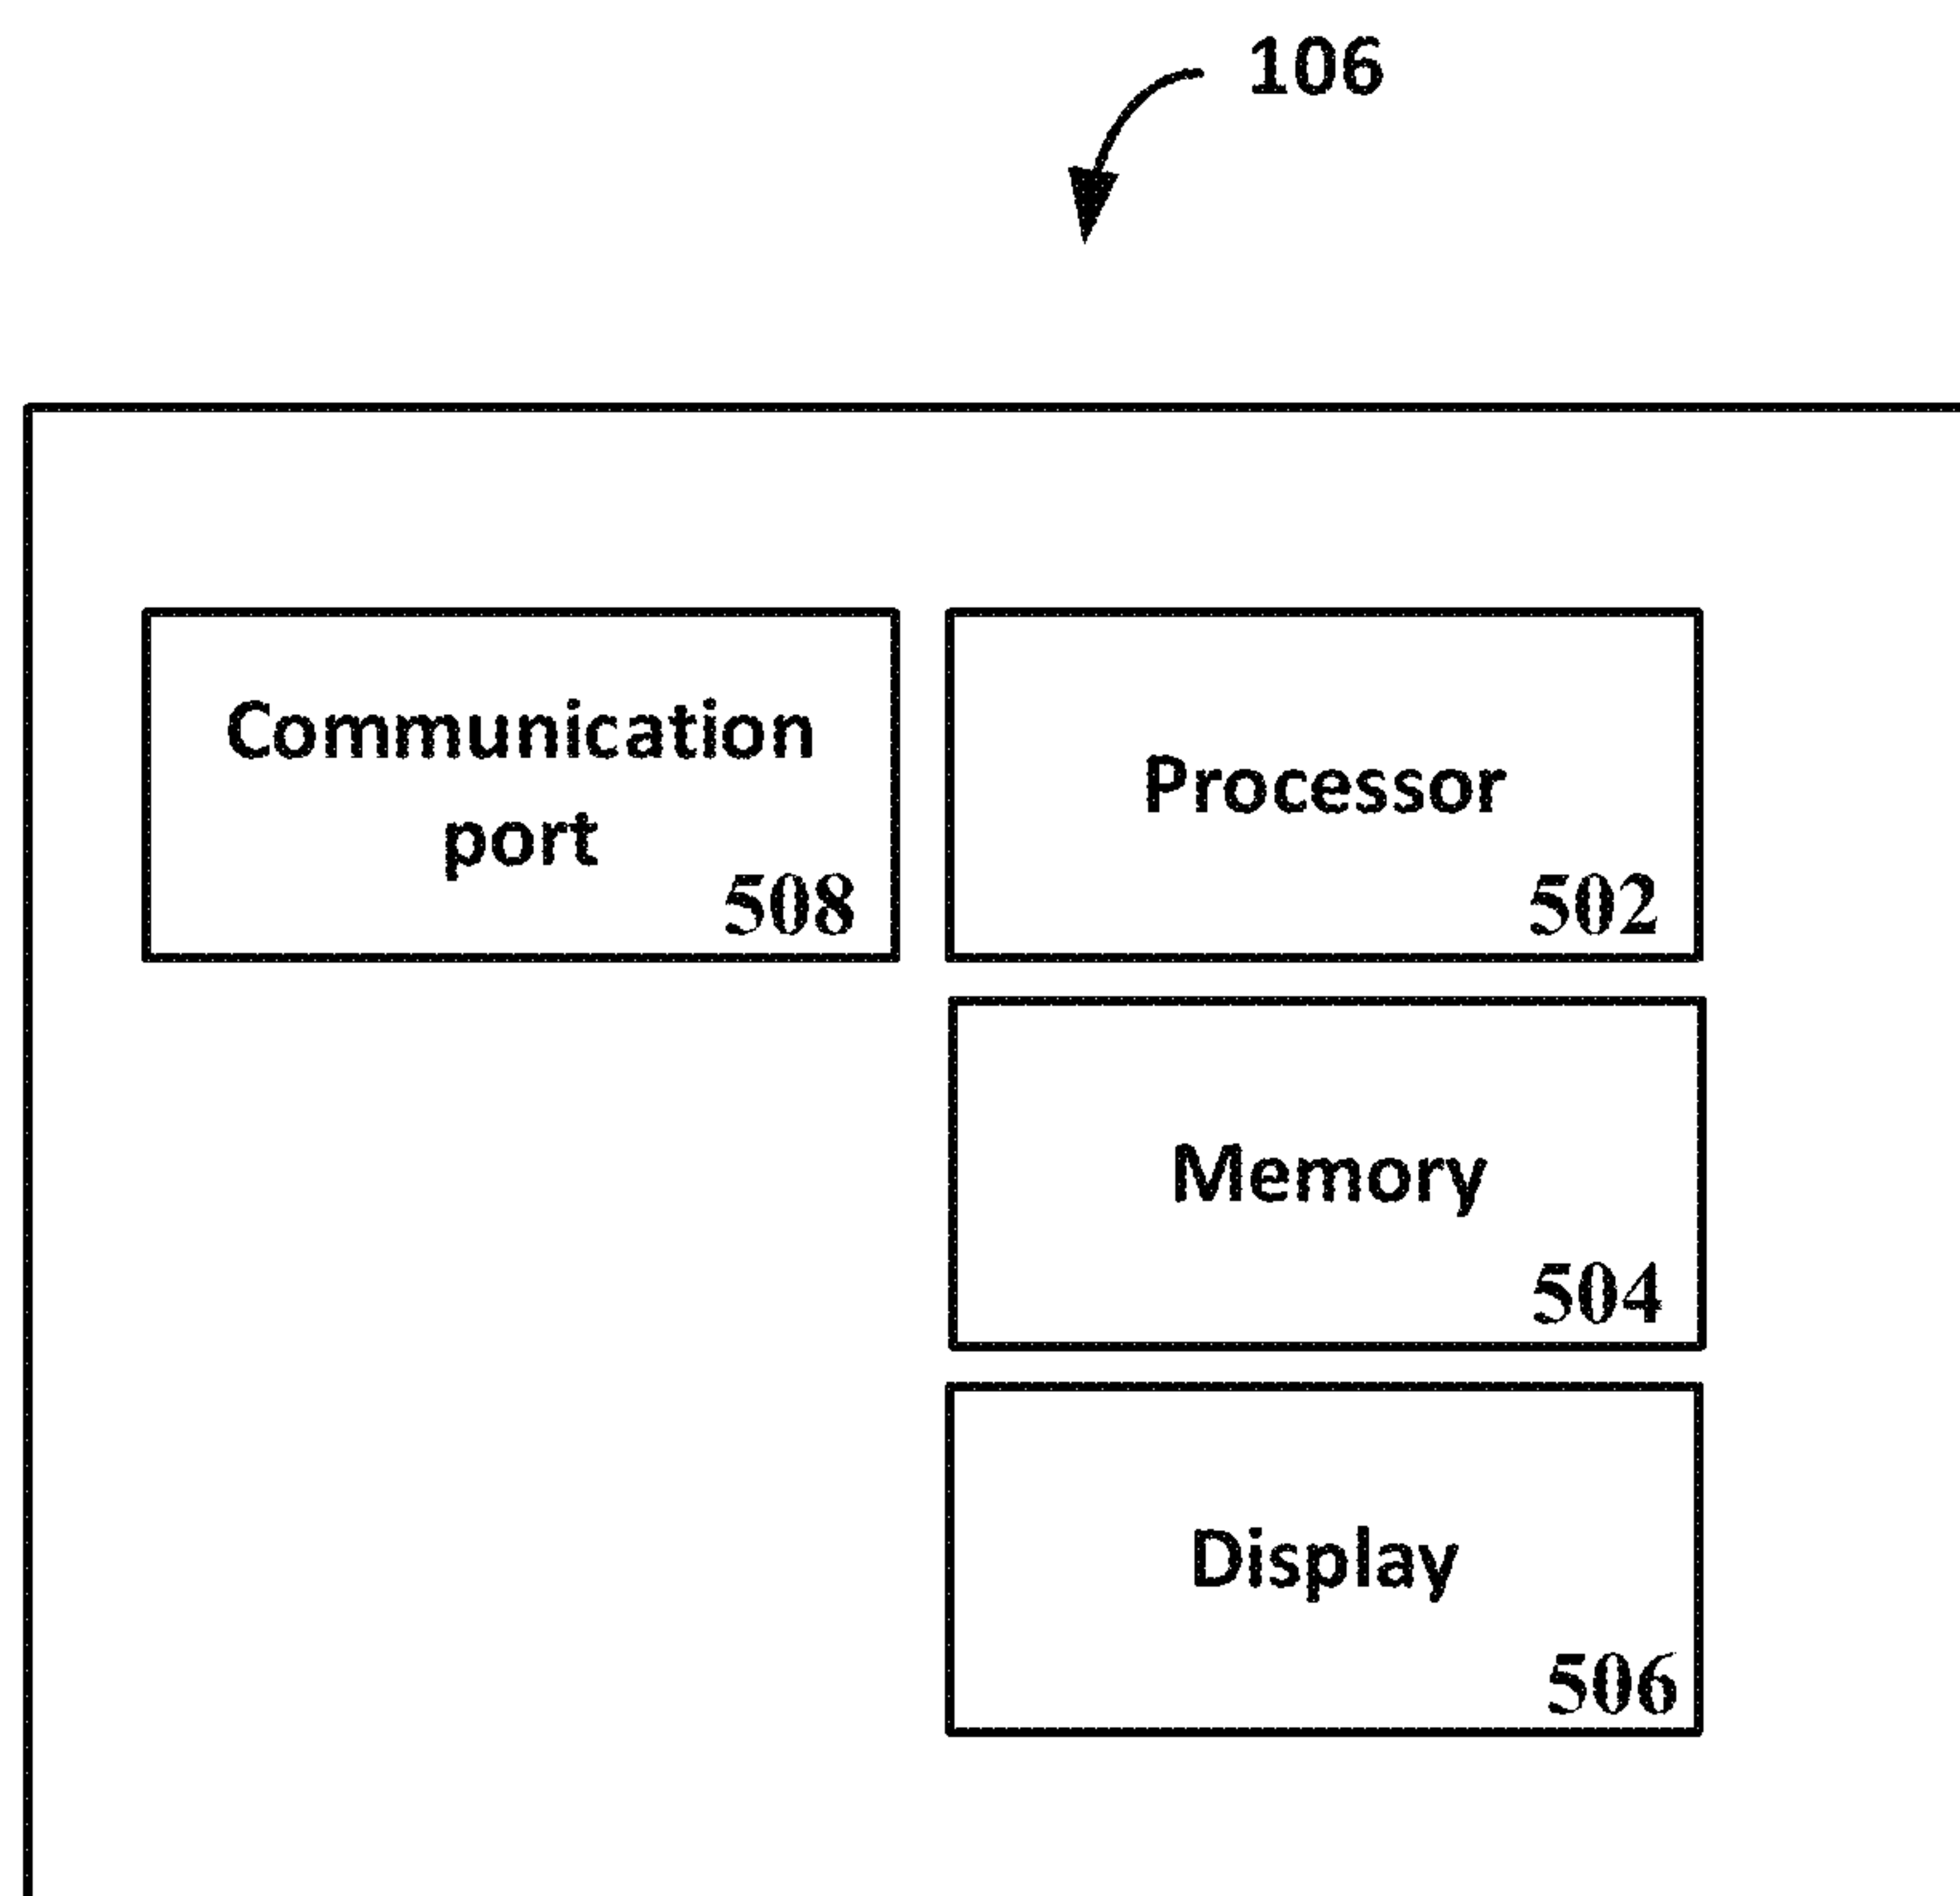 106
Communication
port
508
Processor
502
Memory
504
Display
506